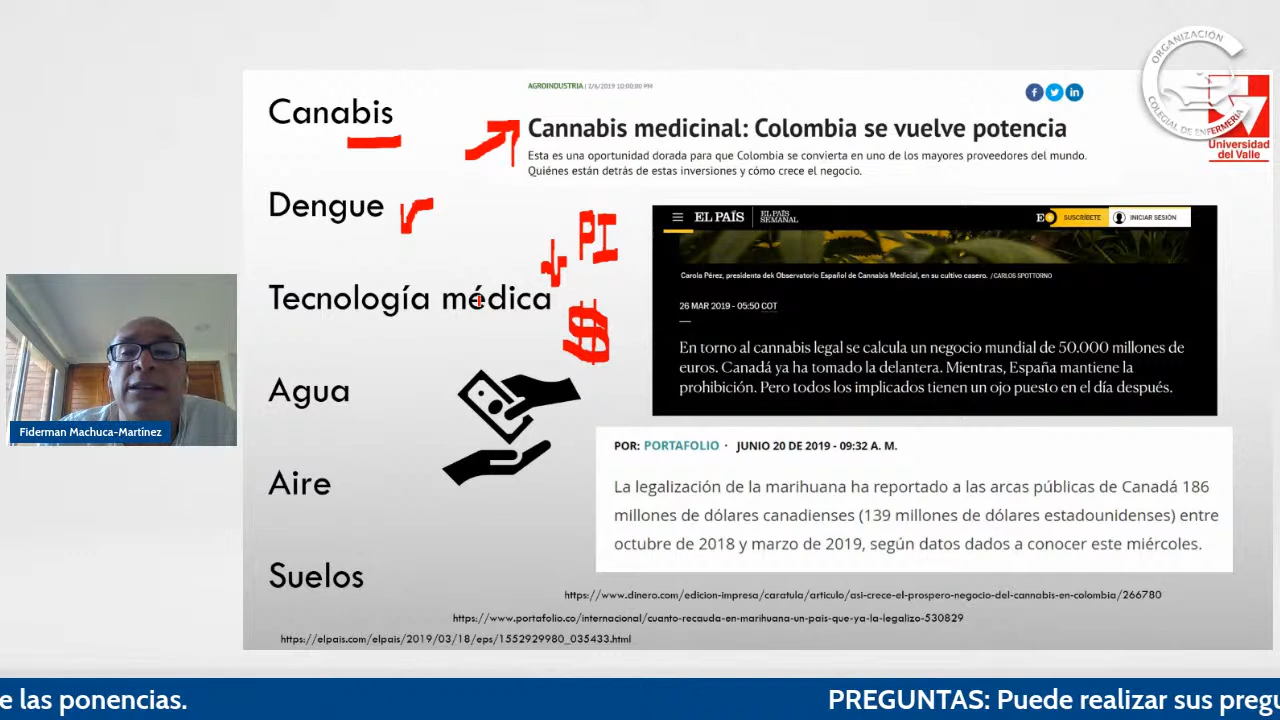 Canabis
Dengue
Tecnología médica
Agua
Aire
Suelos
AGROINDUSTRIA | 2/6/2019 10:00:00 PM
Cannabis medicinal: Colombia se vuelve potencia
Esta es una oportunidad dorada para que Colombia se convierta en uno de los mayores proveedores del mundo.
Quiénes están detrás de estas inversiones y cómo crece el negocio.
ORGANIZACIÓN
COLEGIAL DE ENFERMERÍA
Universidad
del Valle
PI
$
EL PAÍS
EL PAÍS
SEMANAL
SUSCRÍBETE
INICIAR SESIÓN
Carola Pérez, presidenta dek Observatorio Español de Cannabis Medicial, en su cultivo casero. / CARLOS SPOTTORNO
26 MAR 2019 - 05:50 COT
En torno al cannabis legal se calcula un negocio mundial de 50.000 millones de
euros. Canadá ya ha tomado la delantera. Mientras, España mantiene la
prohibición. Pero todos los implicados tienen un ojo puesto en el día después.
POR: PORTAFOLIO · JUNIO 20 DE 2019 - 09:32 A. M.
La legalización de la marihuana ha reportado a las arcas públicas de Canadá 186
millones de dólares canadienses (139 millones de dólares estadounidenses) entre
octubre de 2018 y marzo de 2019, según datos dados a conocer este miércoles.
https://www.dinero.com/edicion-impresa/caratula/articulo/asi-crece-el-prospero-negocio-del-cannabis-en-colombia/266780
https://www.portafolio.co/internacional/cuanto-recauda-en-marihuana-un-pais-que-ya-la-legalizo-530829
https://elpais.com/elpais/2019/03/18/eps/1552929980_035433.html
Fiderman Machuca-Martínez
e las ponencias.
PREGUNTAS: Puede realizar sus pregu